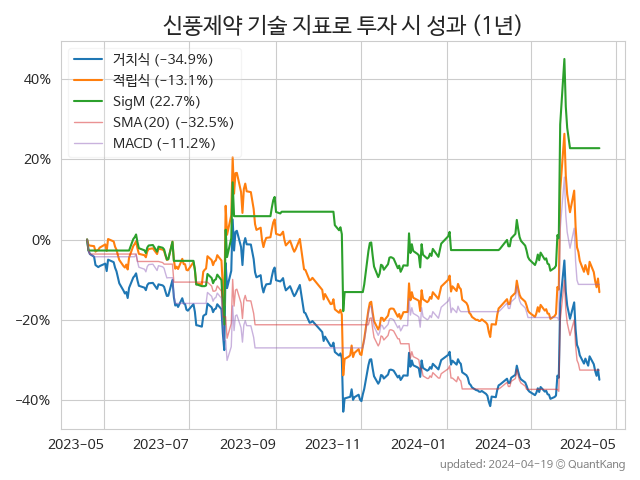 신풍제약 기술 지표로 투자 시 성과 (1년)
거치식 (−34.9%)
적립식 (−13.1%)
SigM (22.7%)
SMA(20) (−32.5%)
MACD (−11.2%)
40%
20%
0%
−20%
−40%
2023-05 2023-07 2023-09 2023-11 2024-01 2024-03 2024-05
updated: 2024-04-19 © QuantKang